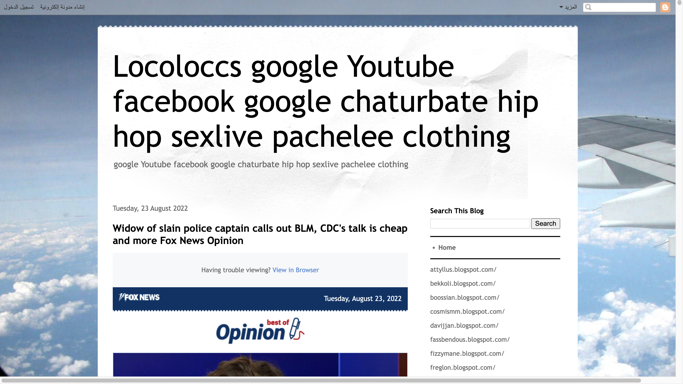 تسجيل الدخول إنشاء مدونة إلكترونية المزيد
Locoloccs google Youtube
facebook google chaturbate hip
hop sexlive pachelee clothing
google Youtube facebook google chaturbate hip hop sexlive pachelee clothing
Tuesday, 23 August 2022
Widow of slain police captain calls out BLM, CDC's talk is cheap
and more Fox News Opinion
Having trouble viewing? View in Browser
FOX NEWS
Tuesday, August 23, 2022
best of
Opinion
Search This Blog
Search
Home
attyllus.blogspot.com/
bekkoli.blogspot.com/
boossian.blogspot.com/
cosmismm.blogspot.com/
davijjan.blogspot.com/
fassbendous.blogspot.com/
fizzymane.blogspot.com/
freglon.blogspot.com/